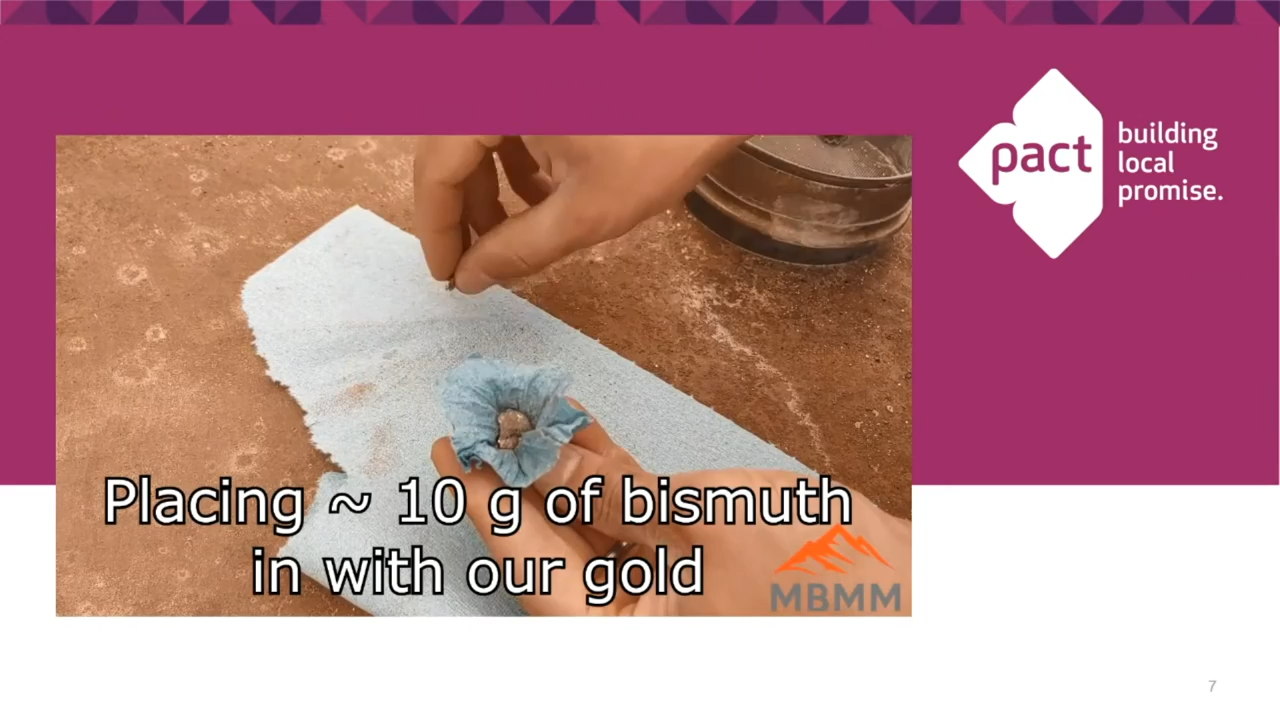 pact
building
local
promise.
Placing ~ 10 g of bismuth
in with our gold
MBMM
7